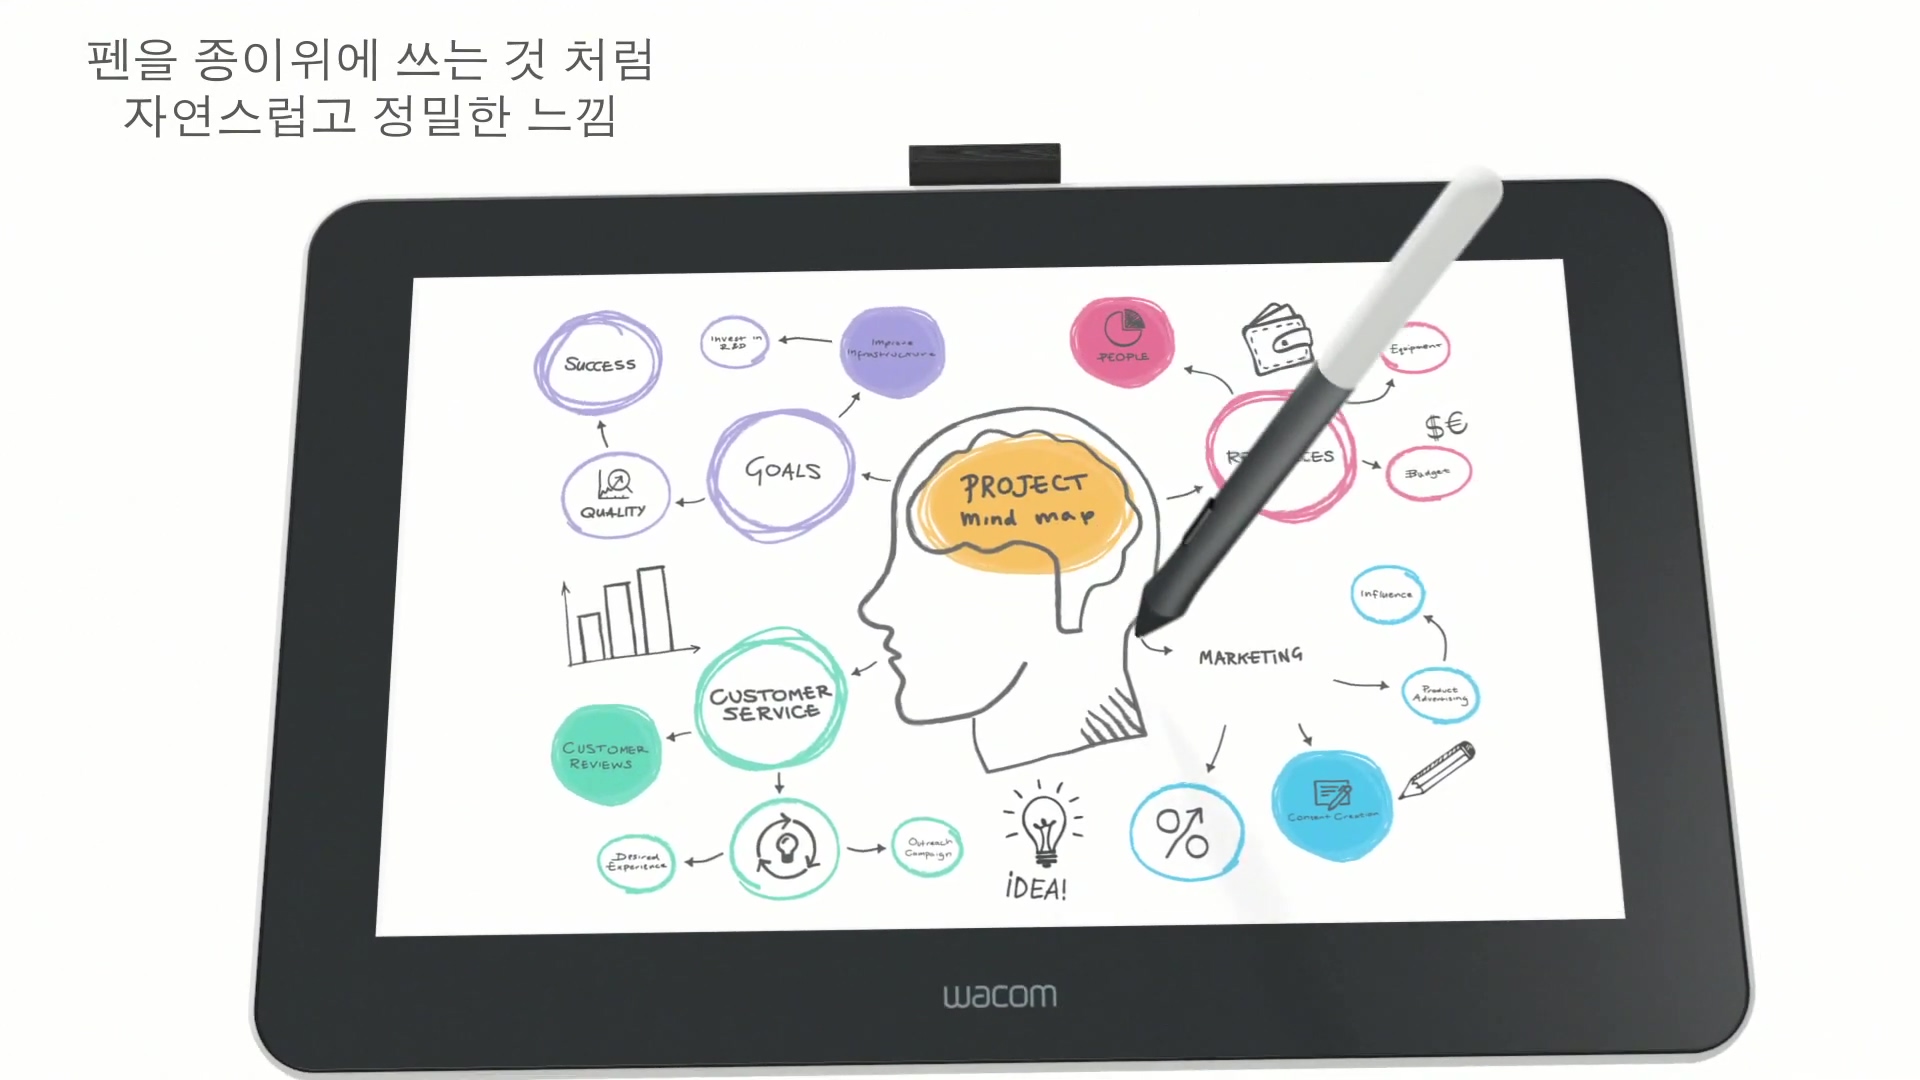 펜을 종이위에 쓰는 것 처럼
자연스럽고 정밀한 느낌
SUCCESS
Invest in
R&D
Improve
Infrastructure
PEOPLE
Equipment
$€
GOALS
QUALITY
PROJECT
mind map
Budget
Influence
MARKETING
Product
Advertising
CUSTOMER
SERVICE
CUSTOMER
REVIEWS
Content Creation
Desired
Experience
Outreach
Campaign
iDEA!
wacom